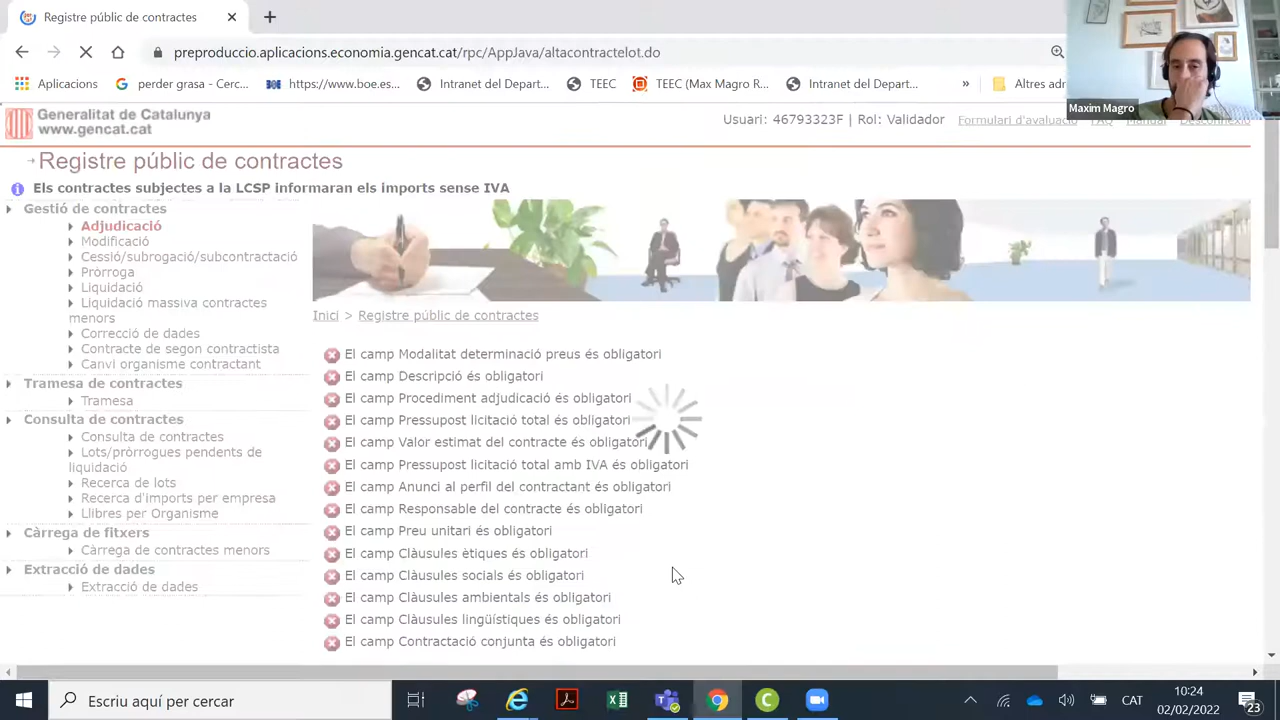 Registre públic de contractes
preproduccio.aplicacions.economia.gencat.cat/rpc/AppJava/altacontractelot.do
Aplicacions
perder grasa - Cerc...
https://www.boe.es...
Intranet del Depart...
TEEC
TEEC (Max Magro R...
Intranet del Depart...
»
Maxim Magro
Generalitat de Catalunya
www.gencat.cat
Usuari: 46793323F | Rol: Validador
Formulari d'avaluació
FAQ
Manual
Desconnexió
Registre públic de contractes
Els contractes subjectes a la LCSP informaran els imports sense IVA
Gestió de contractes
Adjudicació
Modificació
Cessió/subrogació/subcontractació
Pròrroga
Liquidació
Liquidació massiva contractes
menors
Correcció de dades
Contracte de segon contractista
Canvi organisme contractant
Tramesa de contractes
Tramesa
Consulta de contractes
Consulta de contractes
Lots/pròrrogues pendents de
liquidació
Recerca de lots
Recerca d'imports per empresa
Llibres per Organisme
Càrrega de fitxers
Càrrega de contractes menors
Extracció de dades
Extracció de dades
Inici > Registre públic de contractes
El camp Modalitat determinació preus és obligatori
El camp Descripció és obligatori
El camp Procediment adjudicació és obligatori
El camp Pressupost licitació total és obligatori
El camp Valor estimat del contracte és obligatori
El camp Pressupost licitació total amb IVA és obligatori
El camp Anunci al perfil del contractant és obligatori
El camp Responsable del contracte és obligatori
El camp Preu unitari és obligatori
El camp Clàusules ètiques és obligatori
El camp Clàusules socials és obligatori
El camp Clàusules ambientals és obligatori
El camp Clàusules lingüístiques és obligatori
El camp Contractació conjunta és obligatori
Escriu aquí per cercar
CAT
10:24
02/02/2022
23